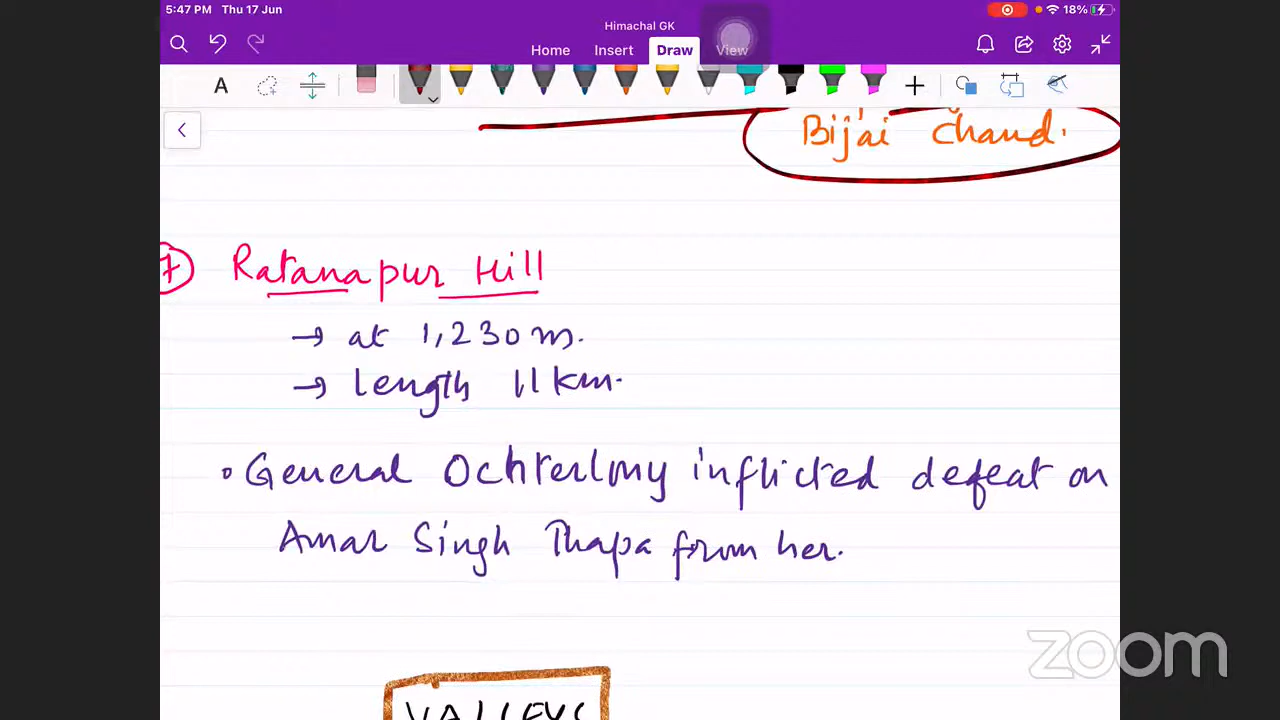 5:47 PM Thu 17 Jun
18%
Himachal GK
Home Insert Draw View
A
Bijai Chand.
7 Ratanapur Hill
→ at 1,230 m.
→ length 11 km.
• General Ochterlony inflicted defeat on
Amar Singh Thapa from her.
zoom
VALLEYS